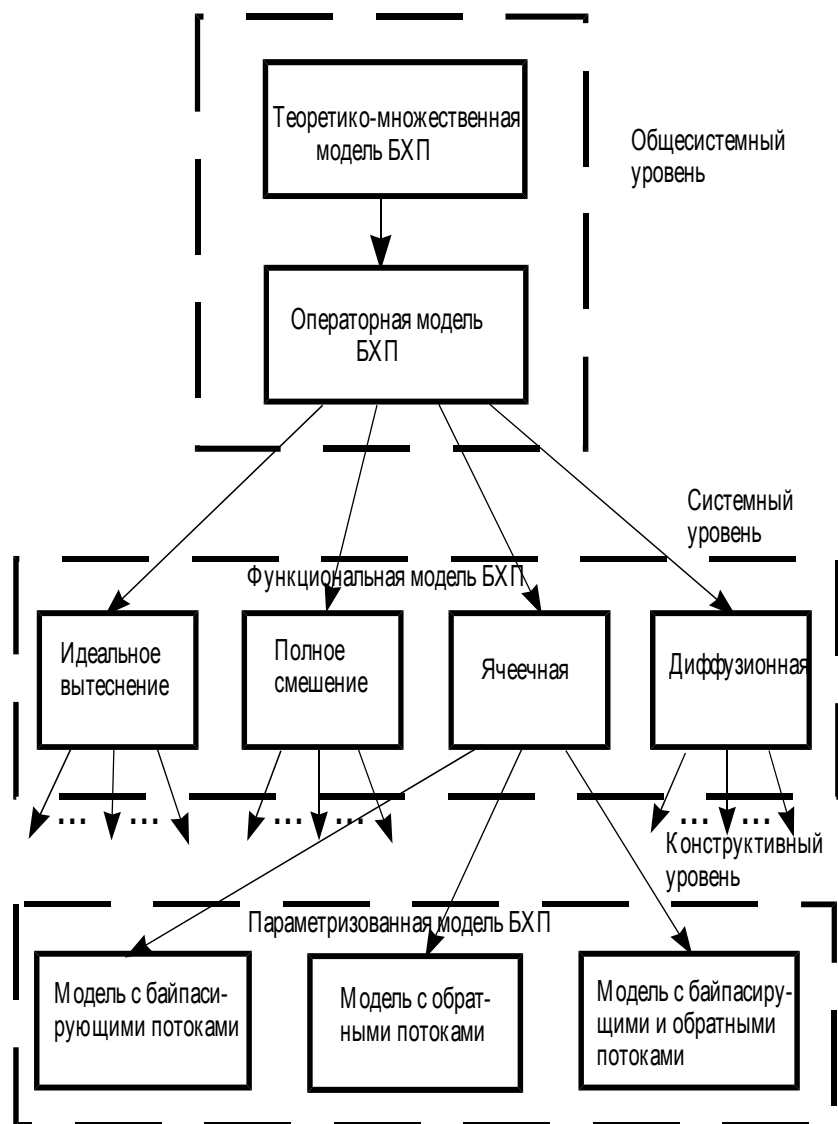 Теоретико-множественная
модель БХП
Общесистемный
уровень
Операторная модель
БХП
Системный
уровень
Функциональная модель БХП
Идеальное
вытеснение
Полное
смешение
Ячеечная
Диффузионная
... ...
... ...
... ...
Конструктивный
уровень
Параметризованная модель БХП
Модель с байпаси-
рующими потоками
Модель с обрат-
ными потоками
Модель с байпасиру-
щими и обратными
потоками